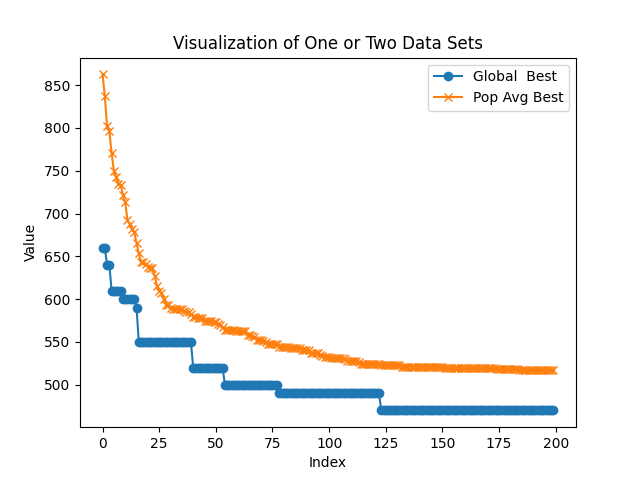 Visualization of One or Two Data Sets
Global  Best
Pop Avg Best
Value
850
800
750
700
650
600
550
500
0 25 50 75 100 125 150 175 200
Index